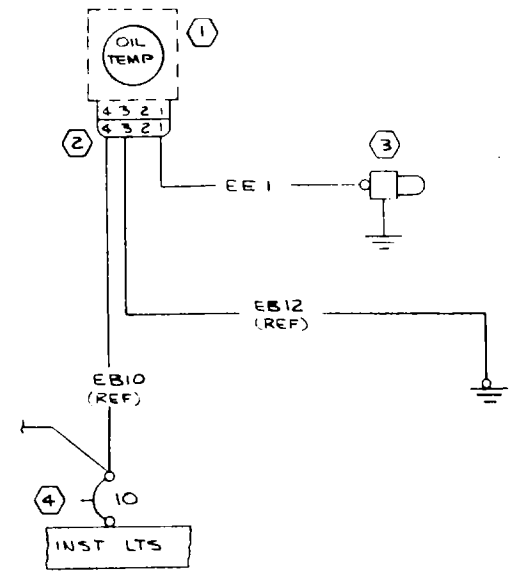 1
OIL
TEMP
4 3 2 1
4 3 2 1
2
3
EE 1
EB12
(REF)
EB10
(REF)
4
10
INST LTS